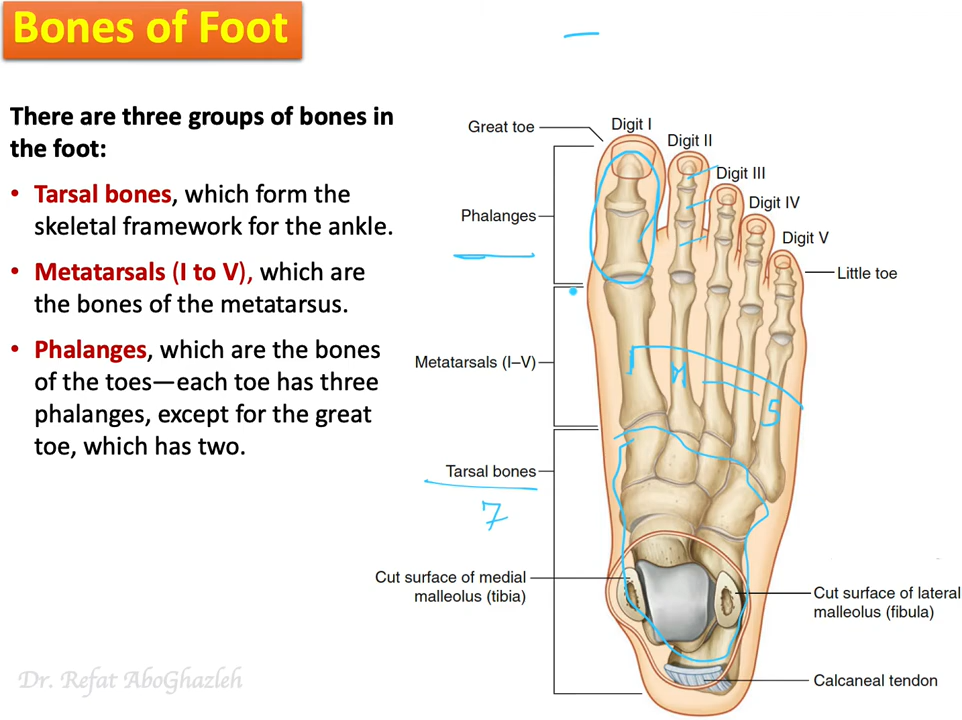 Bones of Foot
There are three groups of bones in
the foot:
• Tarsal bones, which form the
skeletal framework for the ankle.
• Metatarsals (I to V), which are
the bones of the metatarsus.
• Phalanges, which are the bones
of the toes—each toe has three
phalanges, except for the great
toe, which has two.
Great toe
Digit I
Digit II
Digit III
Digit IV
Digit V
Phalanges
Little toe
Metatarsals (I–V)
1
5
Tarsal bones
7
Cut surface of medial
malleolus (tibia)
Cut surface of lateral
malleolus (fibula)
Calcaneal tendon
Dr. Refat AboGhazleh